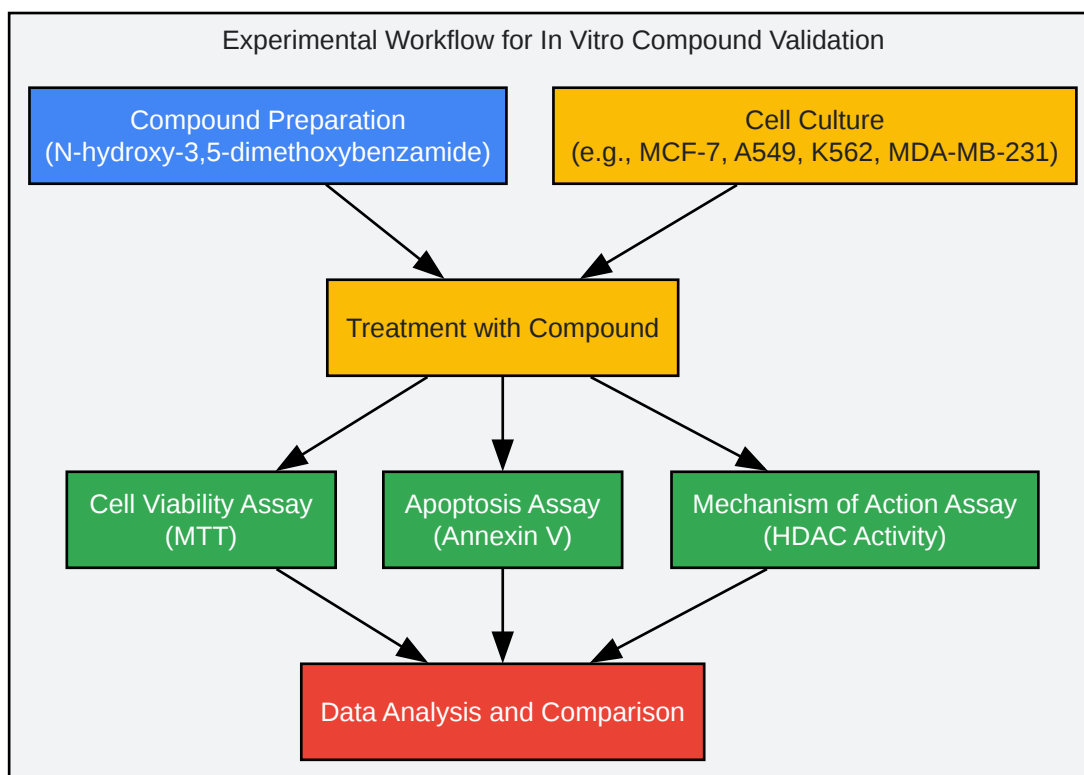 Experimental Workflow for In Vitro Compound Validation
Compound Preparation
(N-hydroxy-3,5-dimethoxybenzamide)
Cell Culture
(e.g., MCF-7, A549, K562, MDA-MB-231)
Treatment with Compound
Cell Viability Assay
(MTT)
Apoptosis Assay
(Annexin V)
Mechanism of Action Assay
(HDAC Activity)
Data Analysis and Comparison